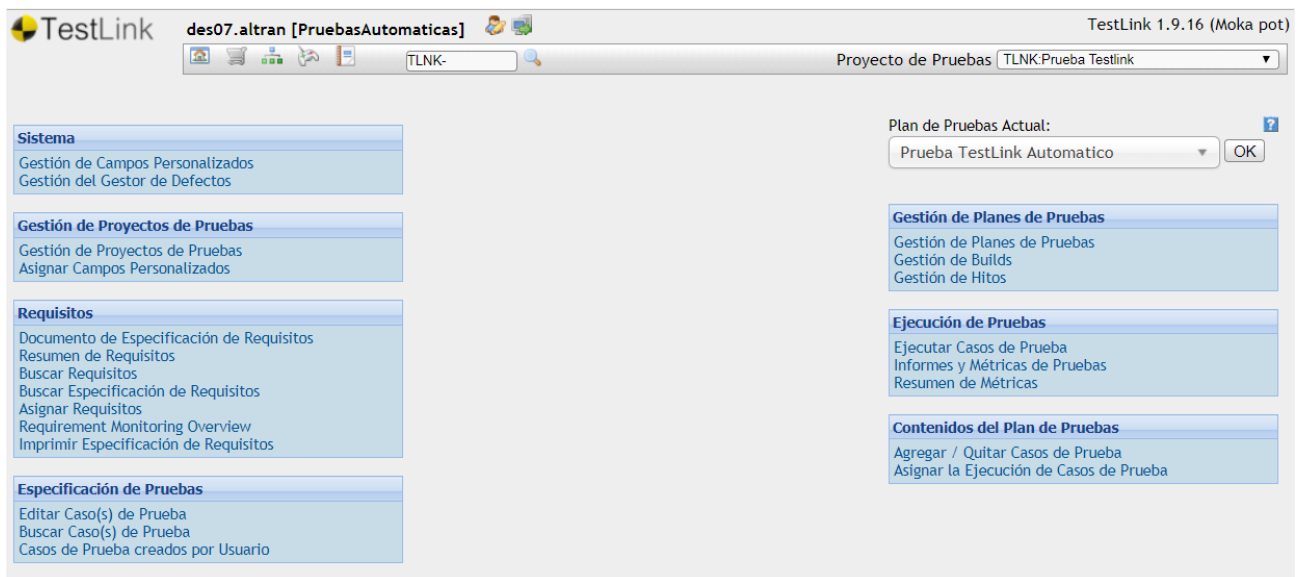 TestLink
des07.altran [PruebasAutomaticas]
TestLink 1.9.16 (Moka pot)
TLNK-
Proyecto de Pruebas
TLNK:Prueba Testlink
Sistema
Gestión de Campos Personalizados
Gestión del Gestor de Defectos
Gestión de Proyectos de Pruebas
Gestión de Proyectos de Pruebas
Asignar Campos Personalizados
Requisitos
Documento de Especificación de Requisitos
Resumen de Requisitos
Buscar Requisitos
Buscar Especificación de Requisitos
Asignar Requisitos
Requirement Monitoring Overview
Imprimir Especificación de Requisitos
Especificación de Pruebas
Editar Caso(s) de Prueba
Buscar Caso(s) de Prueba
Casos de Prueba creados por Usuario
Plan de Pruebas Actual:
?
Prueba TestLink Automatico
OK
Gestión de Planes de Pruebas
Gestión de Planes de Pruebas
Gestión de Builds
Gestión de Hitos
Ejecución de Pruebas
Ejecutar Casos de Prueba
Informes y Métricas de Pruebas
Resumen de Métricas
Contenidos del Plan de Pruebas
Agregar / Quitar Casos de Prueba
Asignar la Ejecución de Casos de Prueba